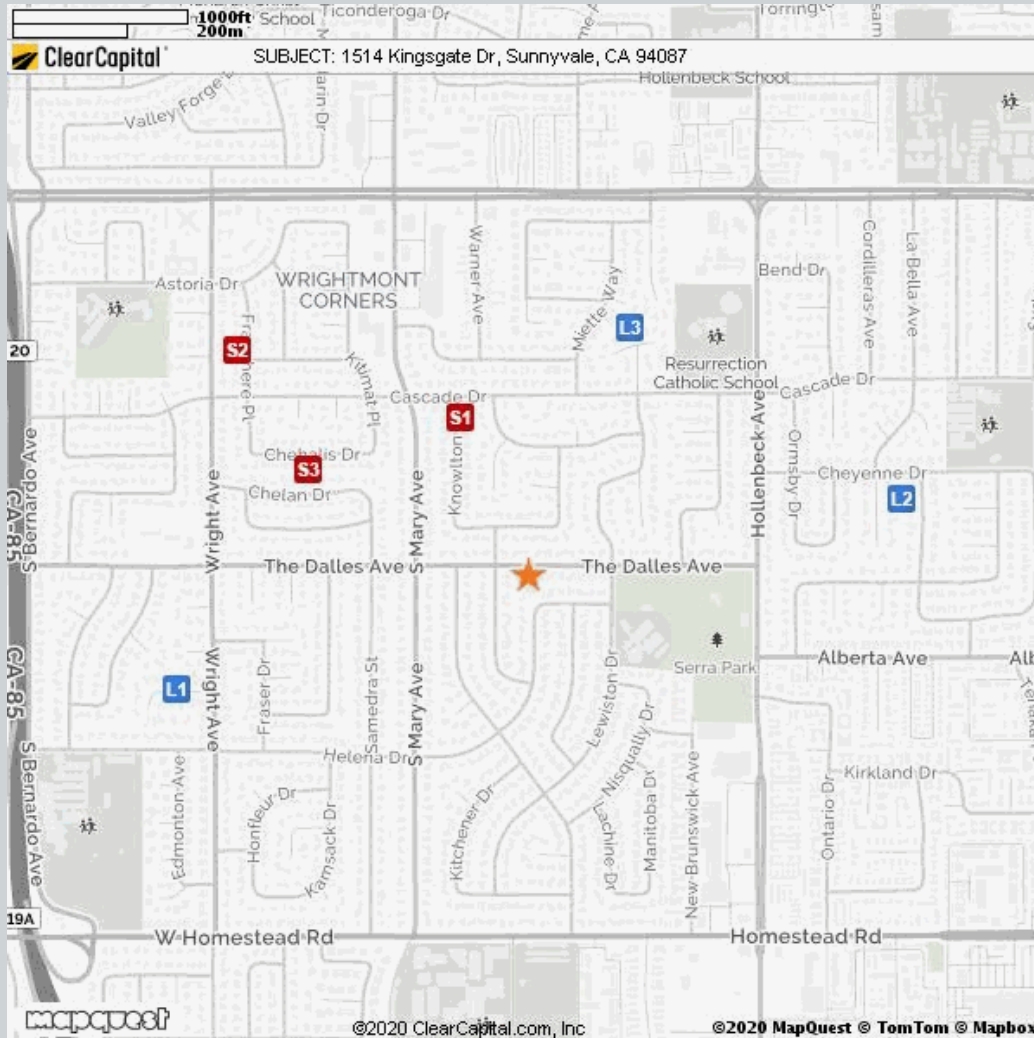 1000ft
200m
School
Ticonderoga Dr
ClearCapital
SUBJECT: 1514 Kingsgate Dr, Sunnyvale, CA 94087
Hollenbeck School
Valley Forge
Warner Ave
Cordilleras Ave
La Bella Ave
Astoria Dr
WRIGHTMONT
CORNERS
Bend Dr
Miette Way
L3
20
S2
Kitimat Pl
Resurrection
Catholic School
Cascade Dr
Cascade Dr
S1
Knowlton
Chehalis Dr
S3
Chelan Dr
Hollenbeck Ave
Ormsby Dr
Cheyenne Dr
L2
S Bernardo Ave
CA-85
Wright Ave
S Mary Ave
The Dalles Ave
The Dalles Ave
Alberta Ave
Serra Park
L1
CA-85
Wright Ave
Fraser Dr
Samedra St
S Mary Ave
Lewiston Dr
Helena Dr
Nisqually Dr
Kirkland Dr
S Bernardo Ave
Edmonton Ave
Honfleur Dr
Kamsack Dr
Kitchener Dr
Lachine Dr
Manitoba Dr
New Brunswick Ave
Ontario Dr
19A
W Homestead Rd
Homestead Rd
mapquest
©2020 ClearCapital.com, Inc
©2020 MapQuest © TomTom © Mapbox